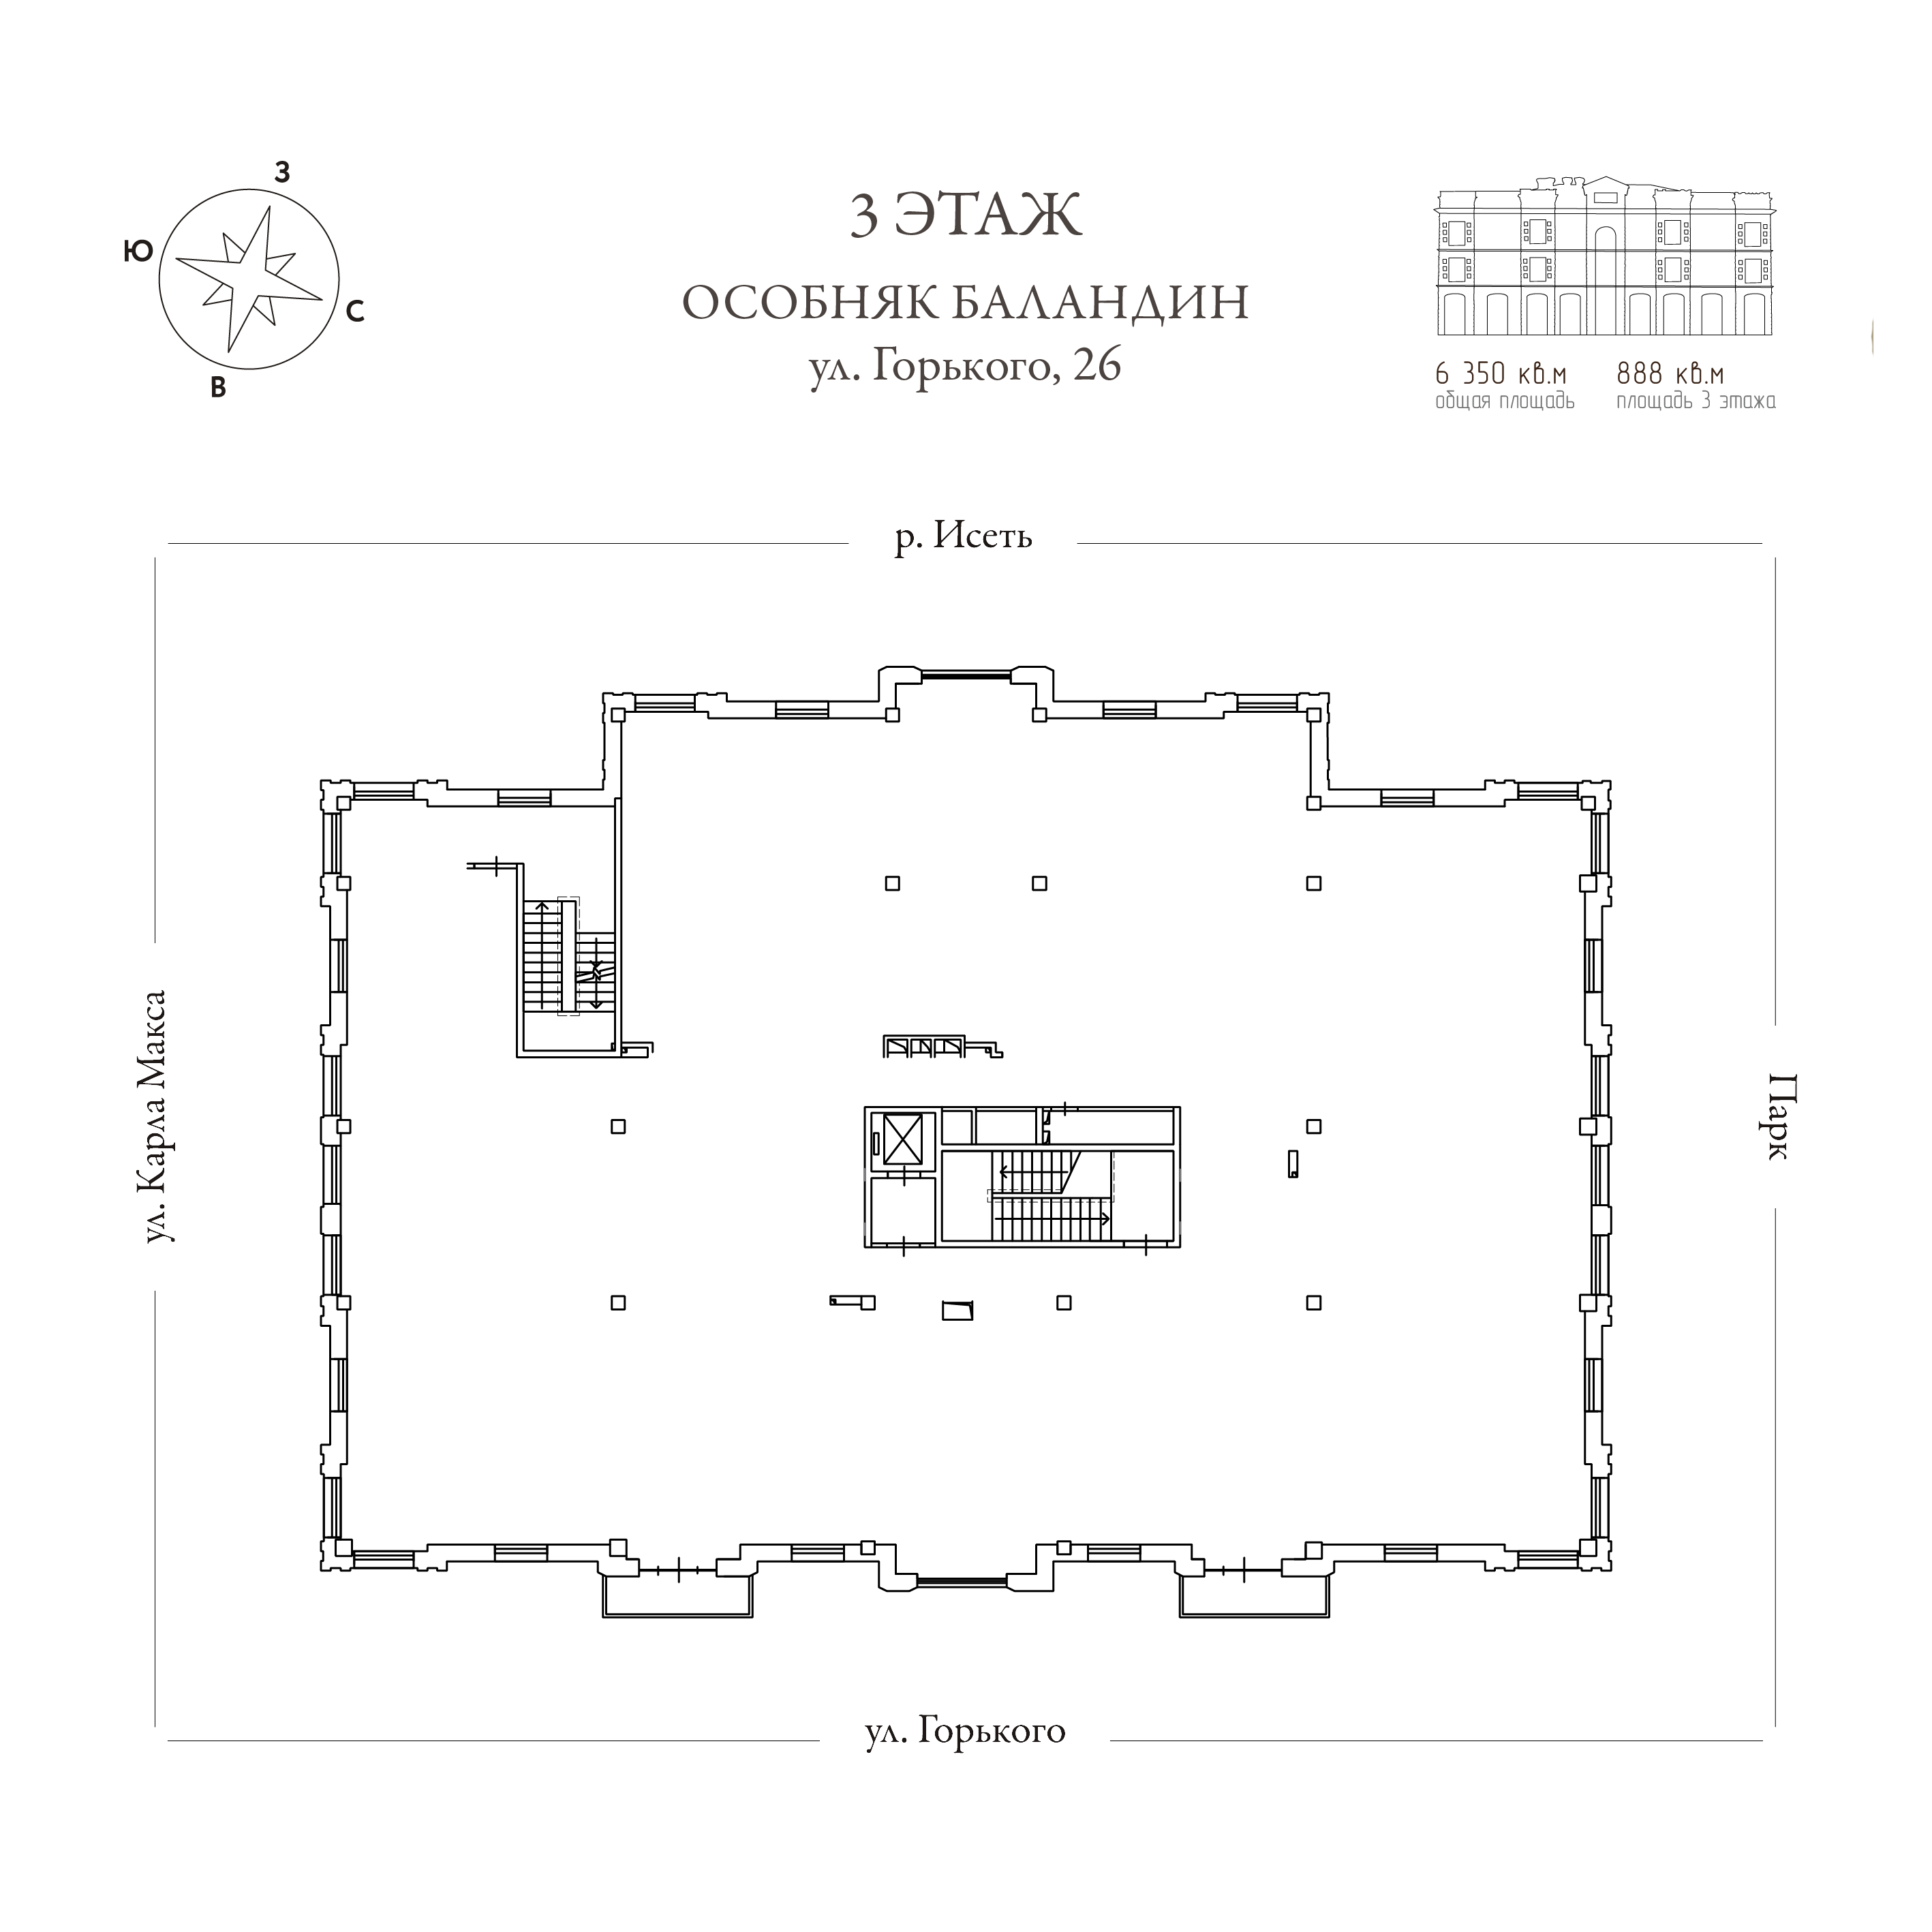 З
Ю
С
В
3 ЭТАЖ
ОСОБНЯК БАЛАНДИН
ул. Горького, 26
6 350 кв.м
общая площадь
888 кв.м
площадь 3 этажа
р. Исеть
ул. Карла Макса
Парк
ул. Горького